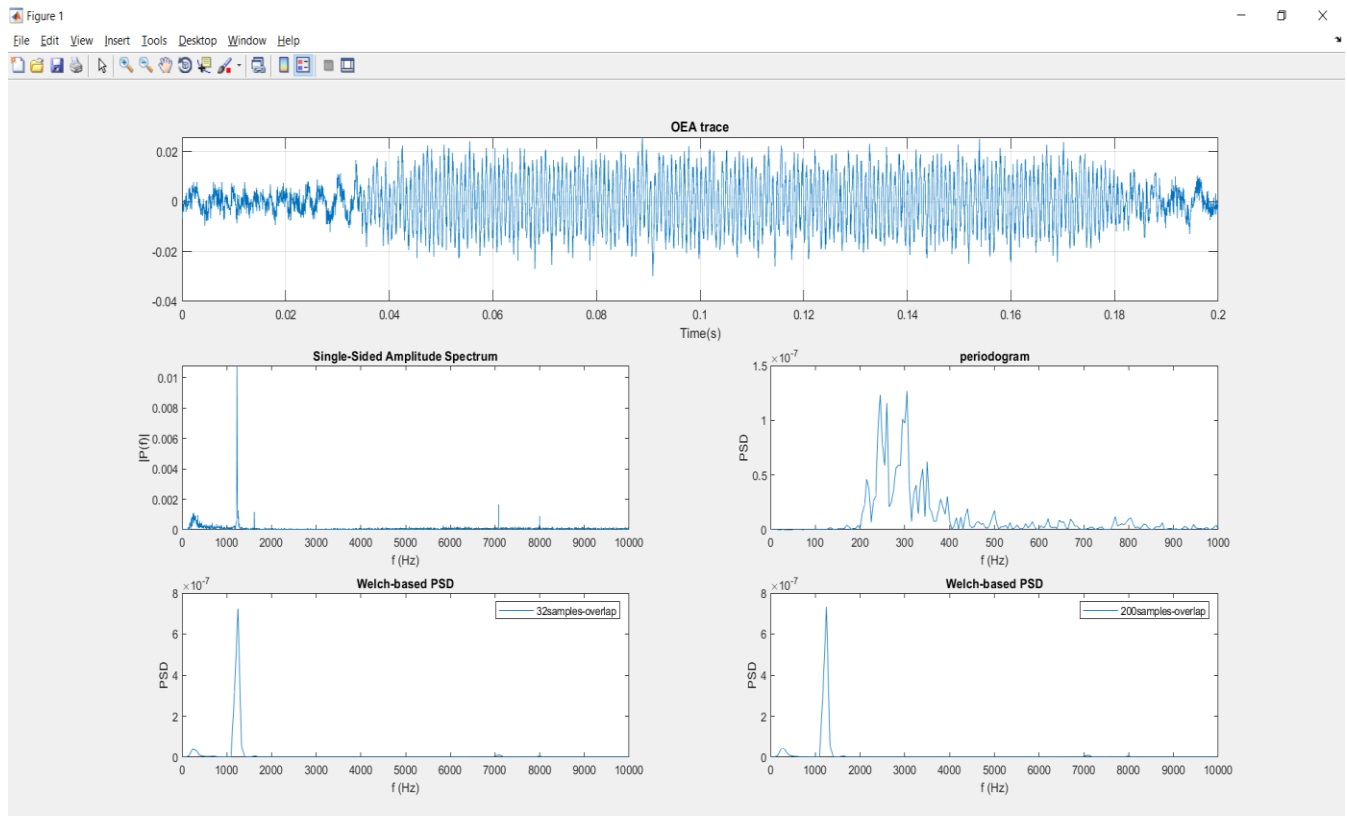 Figure 1
File Edit View Insert Tools Desktop Window Help
OEA trace
0.02
0
-0.02
-0.04
0 0.02 0.04 0.06 0.08 0.1 0.12 0.14 0.16 0.18 0.2
Time(s)
Single-Sided Amplitude Spectrum
|P(f)|
0.01
0.008
0.006
0.004
0.002
0
0 1000 2000 3000 4000 5000 6000 7000 8000 9000 10000
f (Hz)
periodogram
×10-7
PSD
1.5
1
0.5
0
0 100 200 300 400 500 600 700 800 900 1000
f (Hz)
Welch-based PSD
×10-7
32samples-overlap
PSD
8
6
4
2
0
0 1000 2000 3000 4000 5000 6000 7000 8000 9000 10000
f (Hz)
Welch-based PSD
×10-7
200samples-overlap
PSD
8
6
4
2
0
0 1000 2000 3000 4000 5000 6000 7000 8000 9000 10000
f (Hz)